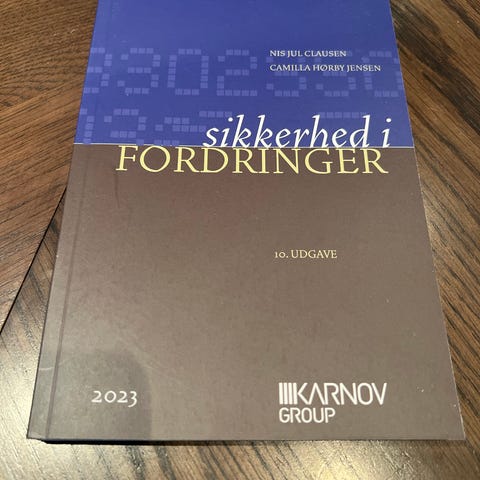 NIS JUL CLAUSEN
CAMILLA HØRBY JENSEN
sikkerhed i
FORDRINGER
10. UDGAVE
2023
KARNOV
GROUP